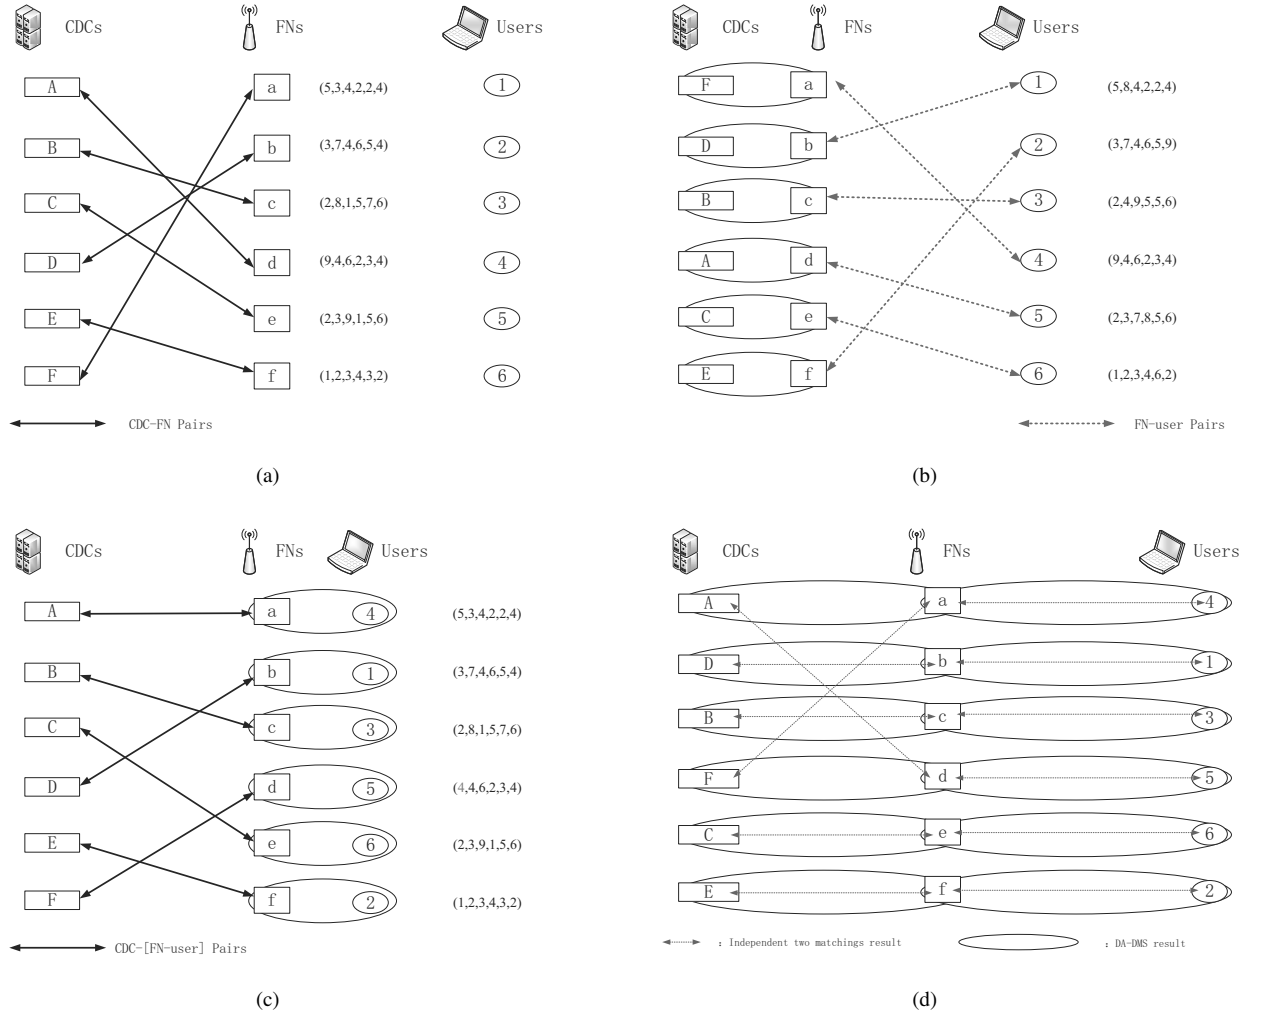 CDCs FNs Users
A a (5,3,4,2,2,4) 1
B b (3,7,4,6,5,4) 2
C c (2,8,1,5,7,6) 3
D d (9,4,6,2,3,4) 4
E e (2,3,9,1,5,6) 5
F f (1,2,3,4,3,2) 6
CDC-FN Pairs
(a)
CDCs FNs Users
F a 1 (5,8,4,2,2,4)
D b 2 (3,7,4,6,5,9)
B c 3 (2,4,9,5,5,6)
A d 4 (9,4,6,2,3,4)
C e 5 (2,3,7,8,5,6)
E f 6 (1,2,3,4,6,2)
FN-user Pairs
(b)
CDCs FNs Users
A a 4 (5,3,4,2,2,4)
B b 1 (3,7,4,6,5,4)
C c 3 (2,8,1,5,7,6)
D d 5 (4,4,6,2,3,4)
E e 6 (2,3,9,1,5,6)
F f 2 (1,2,3,4,3,2)
CDC-[FN-user] Pairs
(c)
CDCs FNs Users
A a 4
D b 1
B c 3
F d 5
C e 6
E f 2
: Independent two matchings result : DA-DMS result
(d)